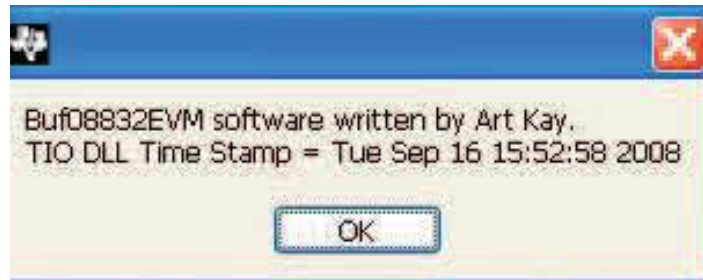 Buf08832EVM software written by Art Kay.
TIO DLL Time Stamp = Tue Sep 16 15:52:58 2008
OK